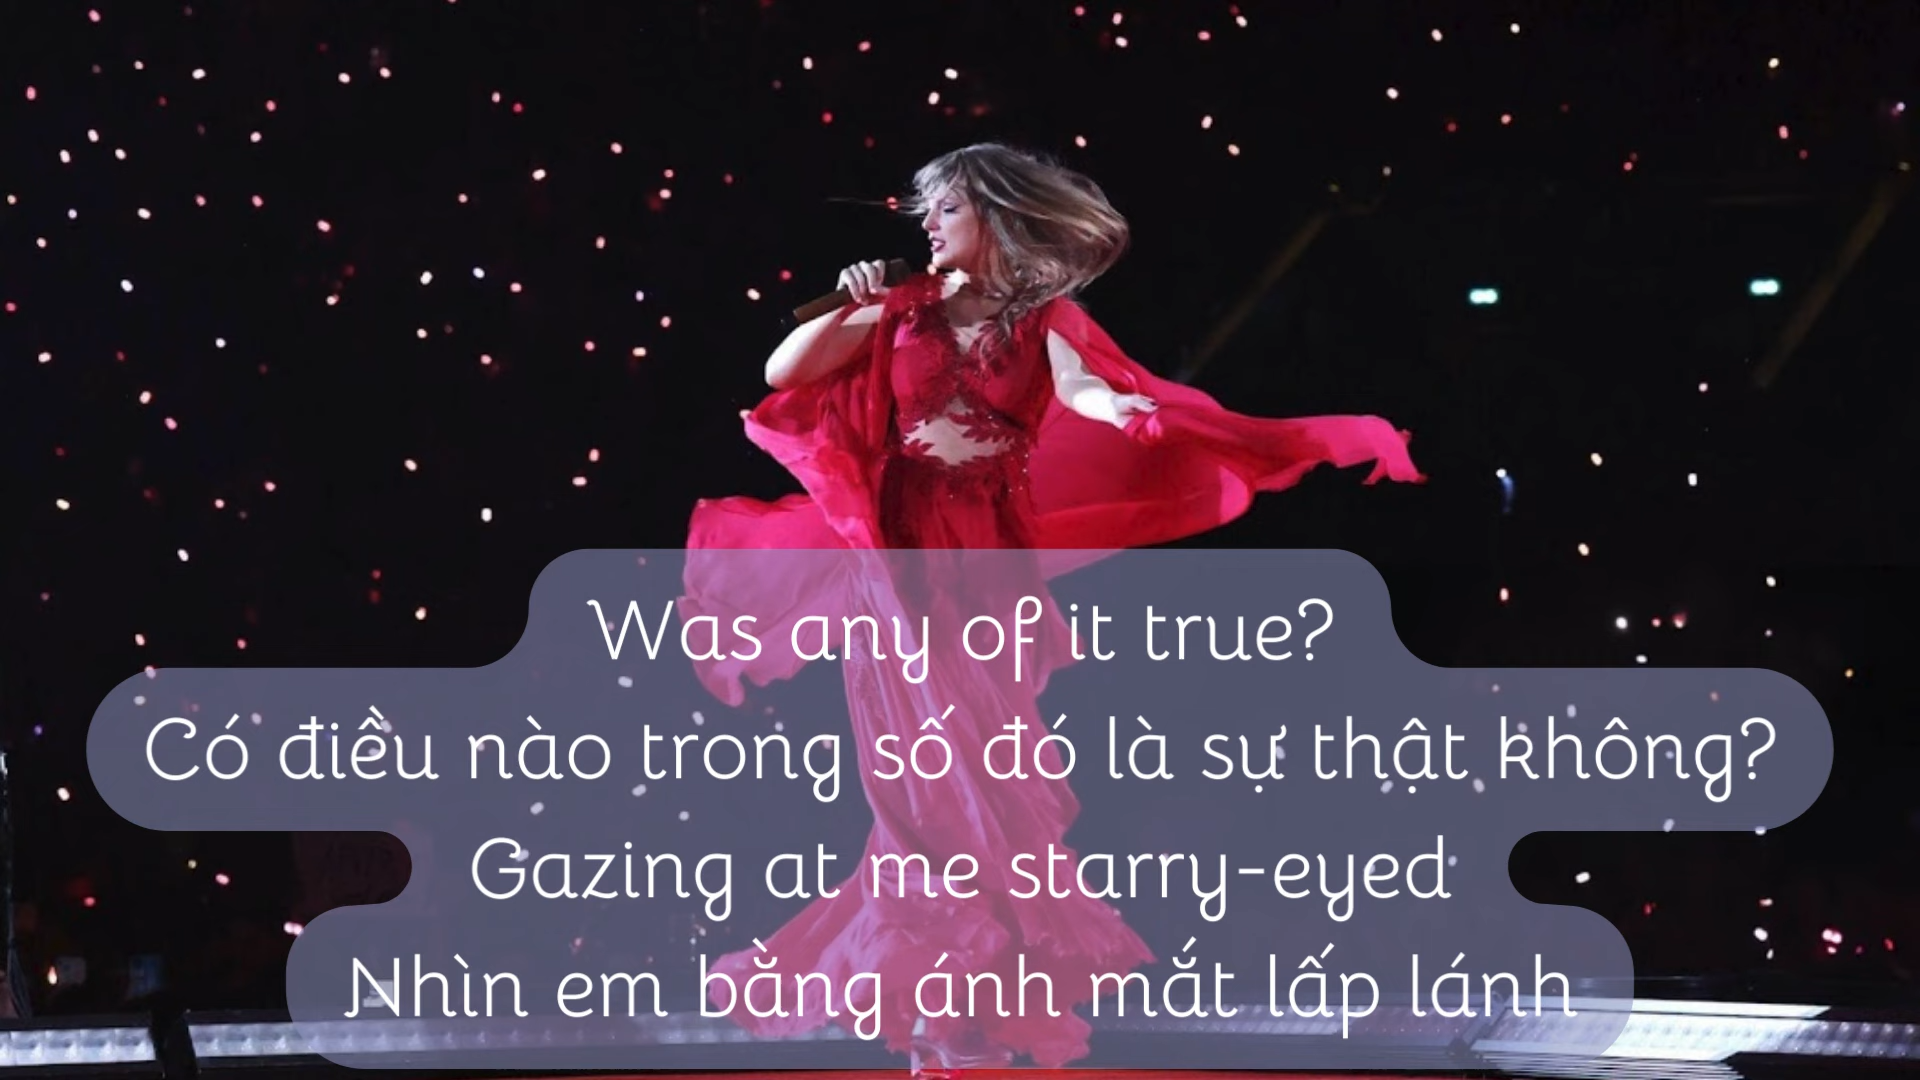 Was any of it true?
Có điều nào trong số đó là sự thật không?
Gazing at me starry-eyed
Nhìn em bằng ánh mắt lấp lánh